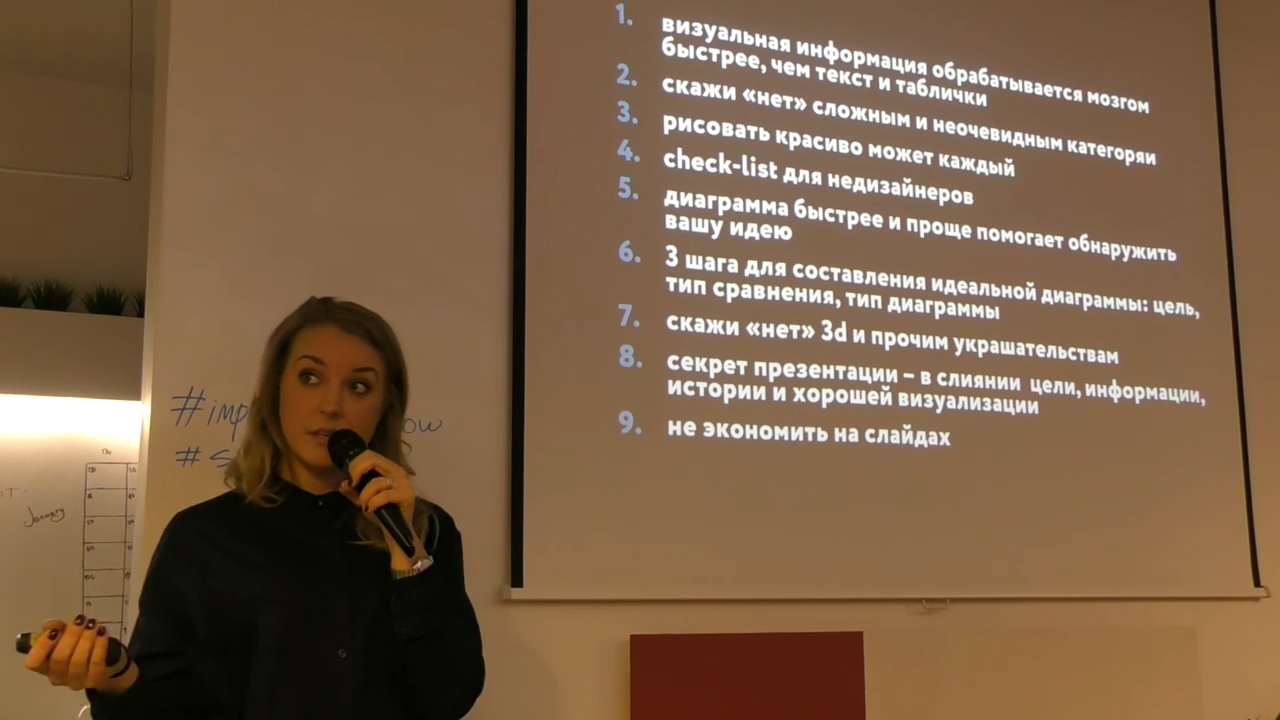 1. визуальная информация обрабатывается мозгом
быстрее, чем текст и таблички
2. скажи «нет» сложным и неочевидным категоряи
3. рисовать красиво может каждый
4. check-list для недизайнеров
5. диаграмма быстрее и проще помогает обнаружить
вашу идею
6. 3 шага для составления идеальной диаграммы: цель,
тип сравнения, тип диаграммы
7. скажи «нет» 3d и прочим украшательствам
8. секрет презентации – в слиянии цели, информации,
истории и хорошей визуализации
9. не экономить на слайдах
January